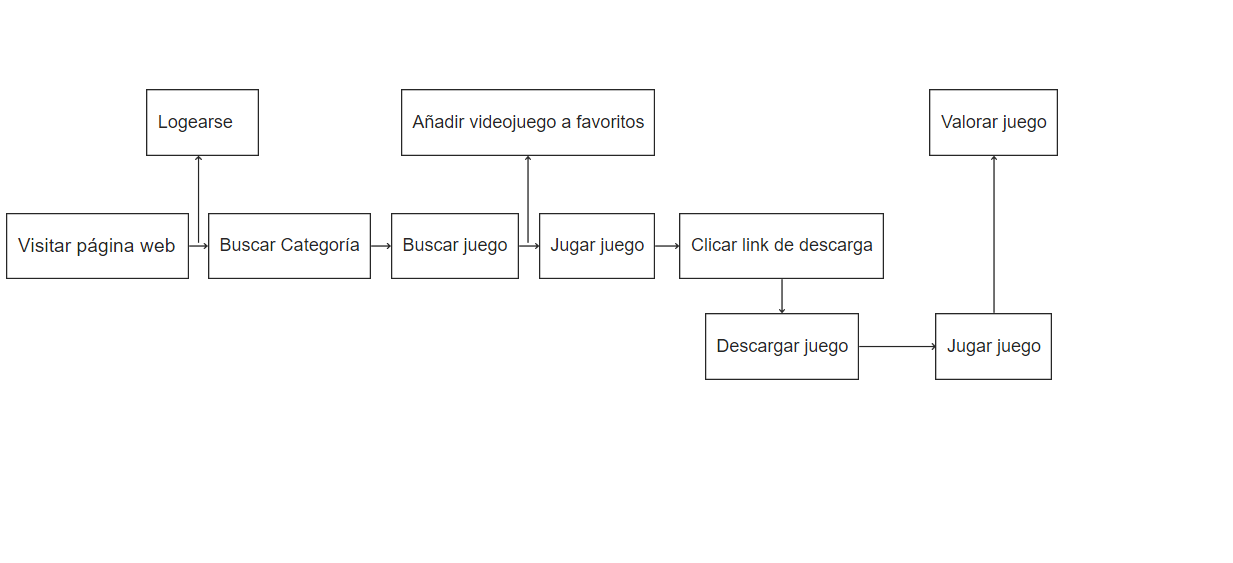 Logearse
Añadir videojuego a favoritos
Valorar juego
Visitar página web
Buscar Categoría
Buscar juego
Jugar juego
Clicar link de descarga
Descargar juego
Jugar juego